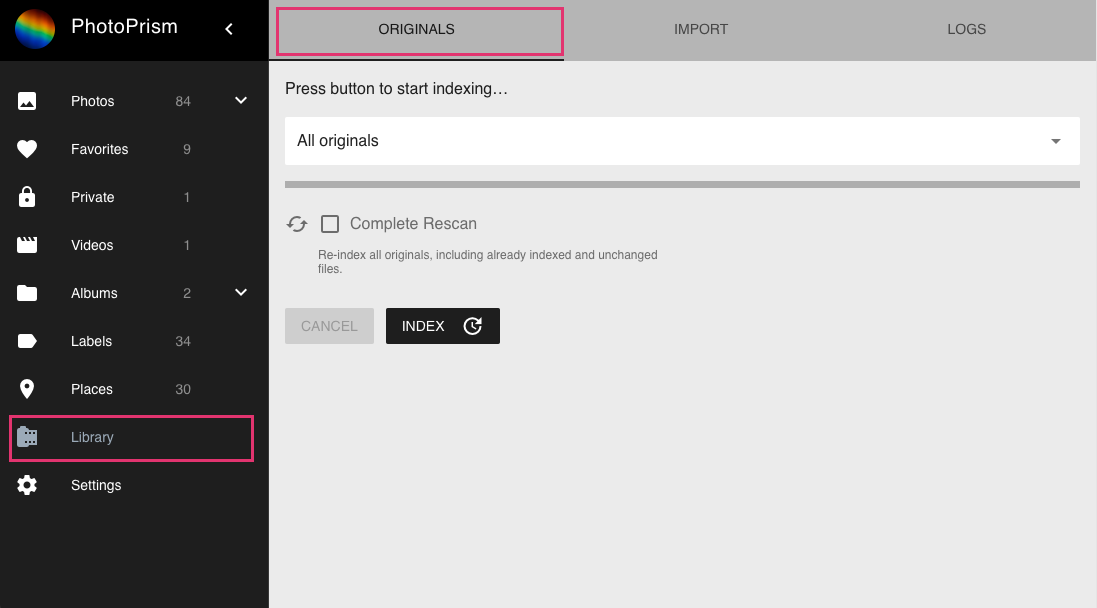 PhotoPrism
Photos 84
Favorites 9
Private 1
Videos 1
Albums 2
Labels 34
Places 30
Library
Settings
ORIGINALS IMPORT LOGS
Press button to start indexing…
All originals
Complete Rescan
Re-index all originals, including already indexed and unchanged
files.
CANCEL INDEX